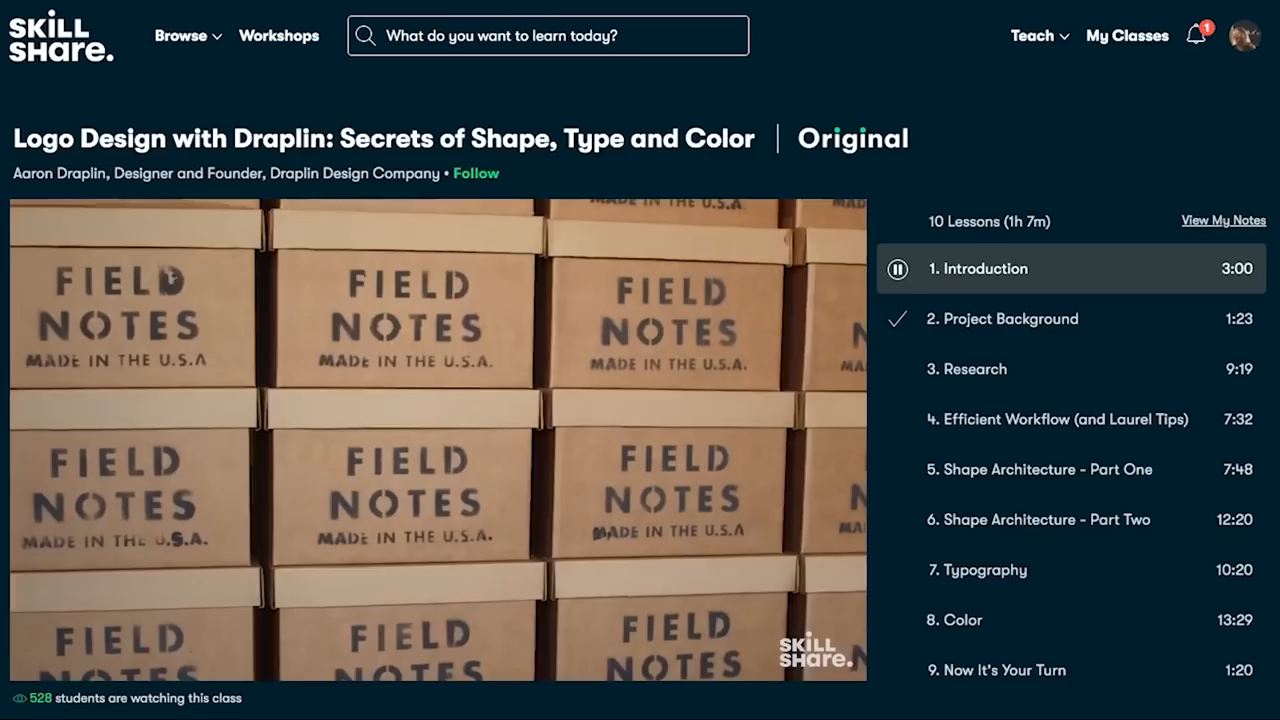 SKILL
SHARE.
Browse
Workshops
What do you want to learn today?
Teach
My Classes
1
Logo Design with Draplin: Secrets of Shape, Type and Color | Original
Aaron Draplin, Designer and Founder, Draplin Design Company • Follow
MADE IN THE U.S.A.
MAD
FIELD
NOTES
MADE IN THE U.S.A
FIELD
NOTES
MADE IN THE U.S.A.
FIELD
NOTES
MADE IN THE U.S.A.
N
MA
FIELD
NOTES
MADE IN THE U.S.A.
FIELD
NOTES
MADE IN THE U.S.A.
FIELD
NOTES
MADE IN THE U.S.A
N
MA
FIELD
NOTES
FIELD
NOTES
FIELD
NOTES
SKILL
SHARE.
528 students are watching this class
10 Lessons (1h 7m)
View My Notes
1. Introduction 3:00
2. Project Background 1:23
3. Research 9:19
4. Efficient Workflow (and Laurel Tips) 7:32
5. Shape Architecture - Part One 7:48
6. Shape Architecture - Part Two 12:20
7. Typography 10:20
8. Color 13:29
9. Now It's Your Turn 1:20